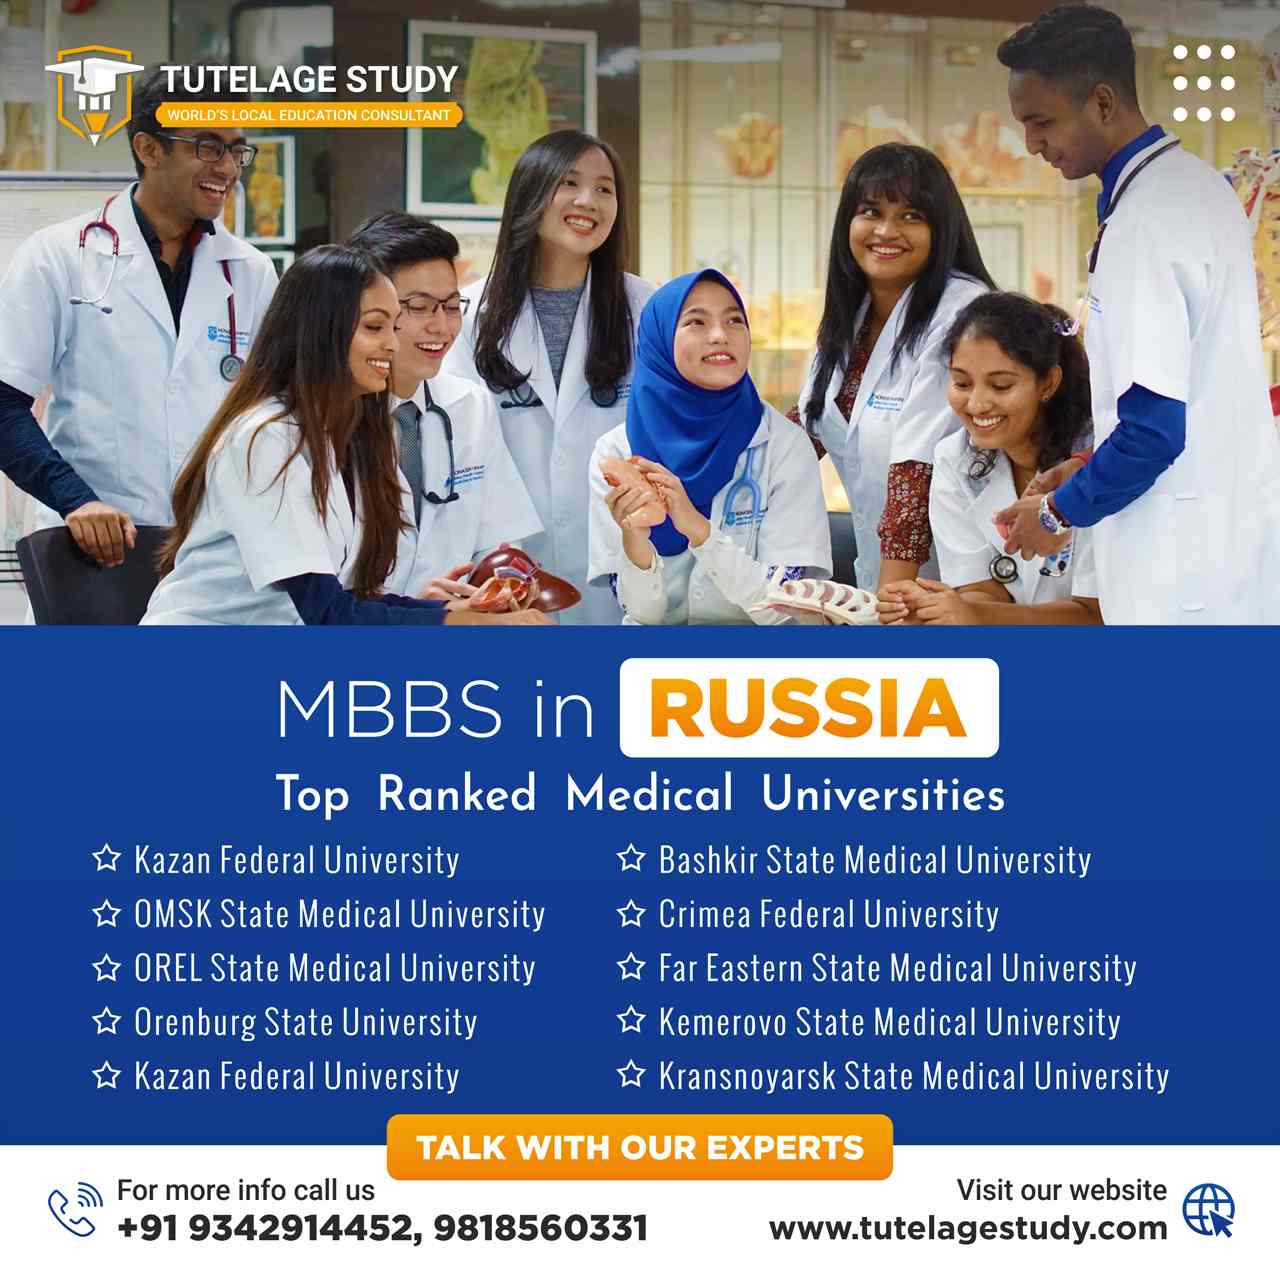 TUTELAGE STUDY
WORLD'S LOCAL EDUCATION CONSULTANT
MBBS in RUSSIA
Top Ranked Medical Universities
Kazan Federal University
OMSK State Medical University
OREL State Medical University
Orenburg State University
Kazan Federal University
Bashkir State Medical University
Crimea Federal University
Far Eastern State Medical University
Kemerovo State Medical University
Kransnoyarsk State Medical University
TALK WITH OUR EXPERTS
For more info call us
+91 9342914452, 9818560331
Visit our website
www.tutelagestudy.com